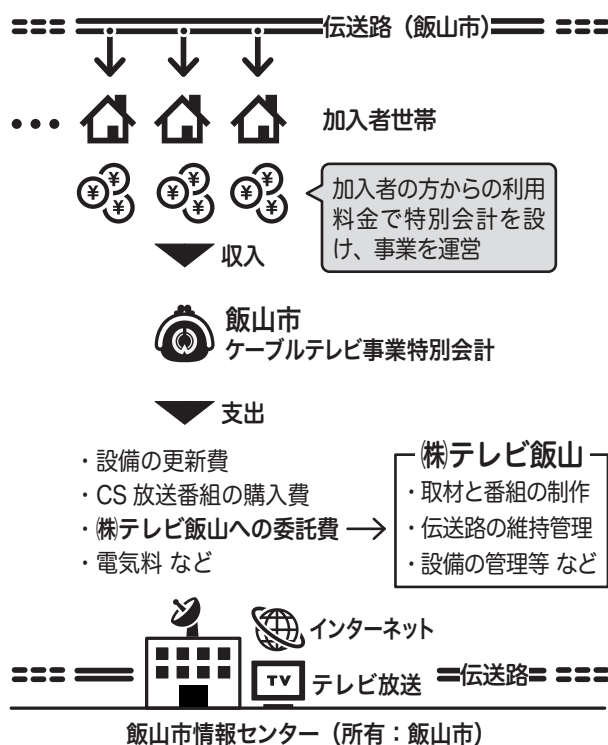 伝送路（飯山市）
加入者世帯
加入者の方からの利用
料金で特別会計を設
け、事業を運営
収入
飯山市
ケーブルテレビ事業特別会計
支出
・設備の更新費
・CS 放送番組の購入費
・㈱テレビ飯山への委託費
・電気料 など
㈱テレビ飯山
・取材と番組の制作
・伝送路の維持管理
・設備の管理等 など
インターネット
TV
テレビ放送
伝送路
飯山市情報センター（所有：飯山市）